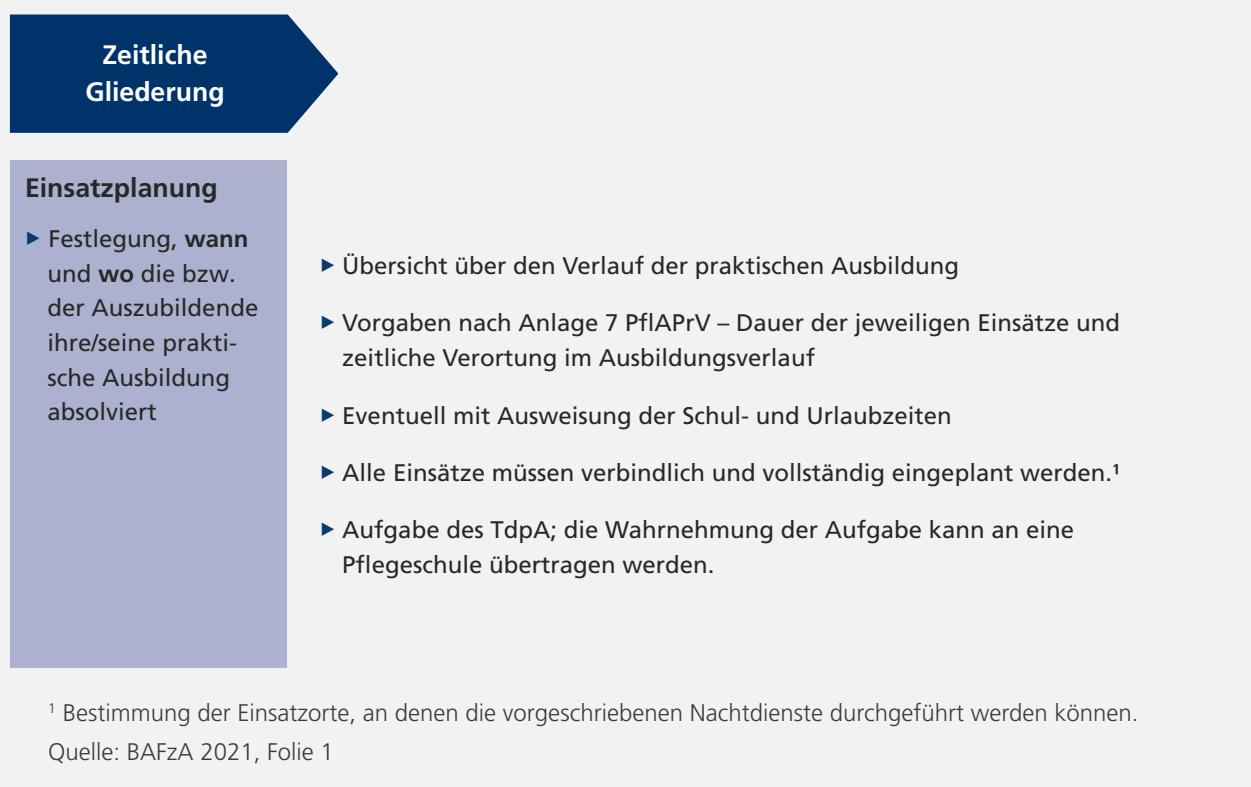 Zeitliche
Gliederung
Einsatzplanung
▶ Festlegung, wann
und wo die bzw.
der Auszubildende
ihre/seine prakti-
sche Ausbildung
absolviert
▶ Übersicht über den Verlauf der praktischen Ausbildung
▶ Vorgaben nach Anlage 7 PflAPrV – Dauer der jeweiligen Einsätze und
zeitliche Verortung im Ausbildungsverlauf
▶ Eventuell mit Ausweisung der Schul- und Urlaubzeiten
▶ Alle Einsätze müssen verbindlich und vollständig eingeplant werden.¹
▶ Aufgabe des TdpA; die Wahrnehmung der Aufgabe kann an eine
Pflegeschule übertragen werden.
¹ Bestimmung der Einsatzorte, an denen die vorgeschriebenen Nachtdienste durchgeführt werden können.
Quelle: BAFzA 2021, Folie 1